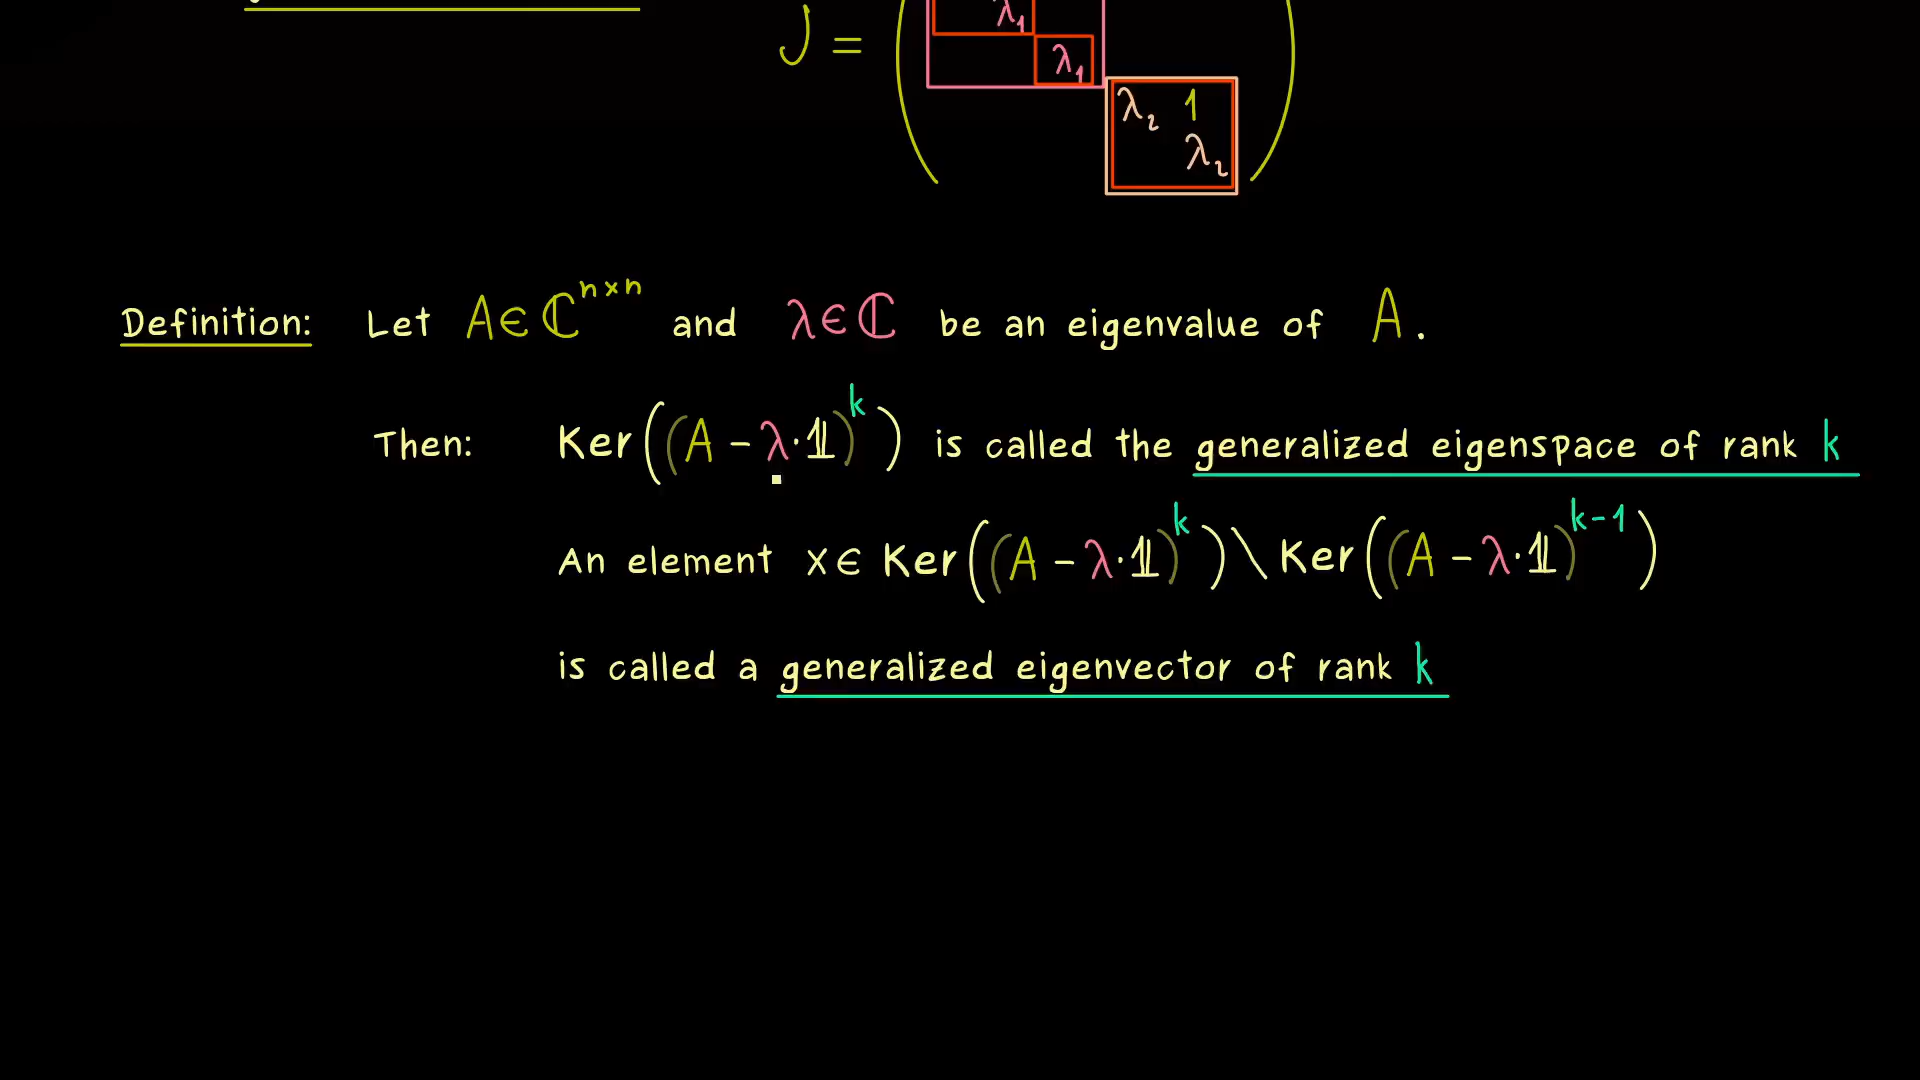 λ₁
J = ( λ₁ )
λ₂ 1
λ₂
Definition: Let A ∈ ℂⁿˣⁿ and λ ∈ ℂ be an eigenvalue of A.
Then: Ker((A - λ·𝟙)ᵏ) is called the generalized eigenspace of rank k
An element x ∈ Ker((A - λ·𝟙)ᵏ) \ Ker((A - λ·𝟙)ᵏ⁻¹)
is called a generalized eigenvector of rank k